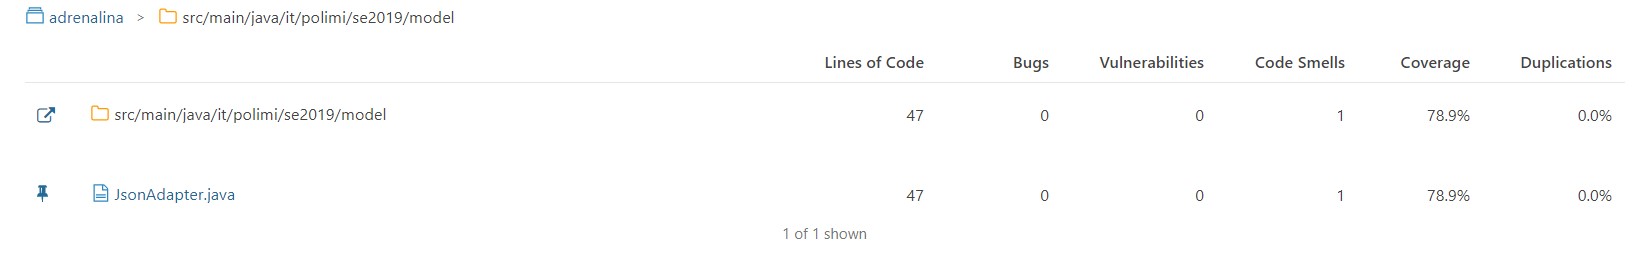 adrenalina > src/main/java/it/polimi/se2019/model
Lines of Code Bugs Vulnerabilities Code Smells Coverage Duplications
src/main/java/it/polimi/se2019/model 47 0 0 1 78.9% 0.0%
JsonAdapter.java 47 0 0 1 78.9% 0.0%
1 of 1 shown